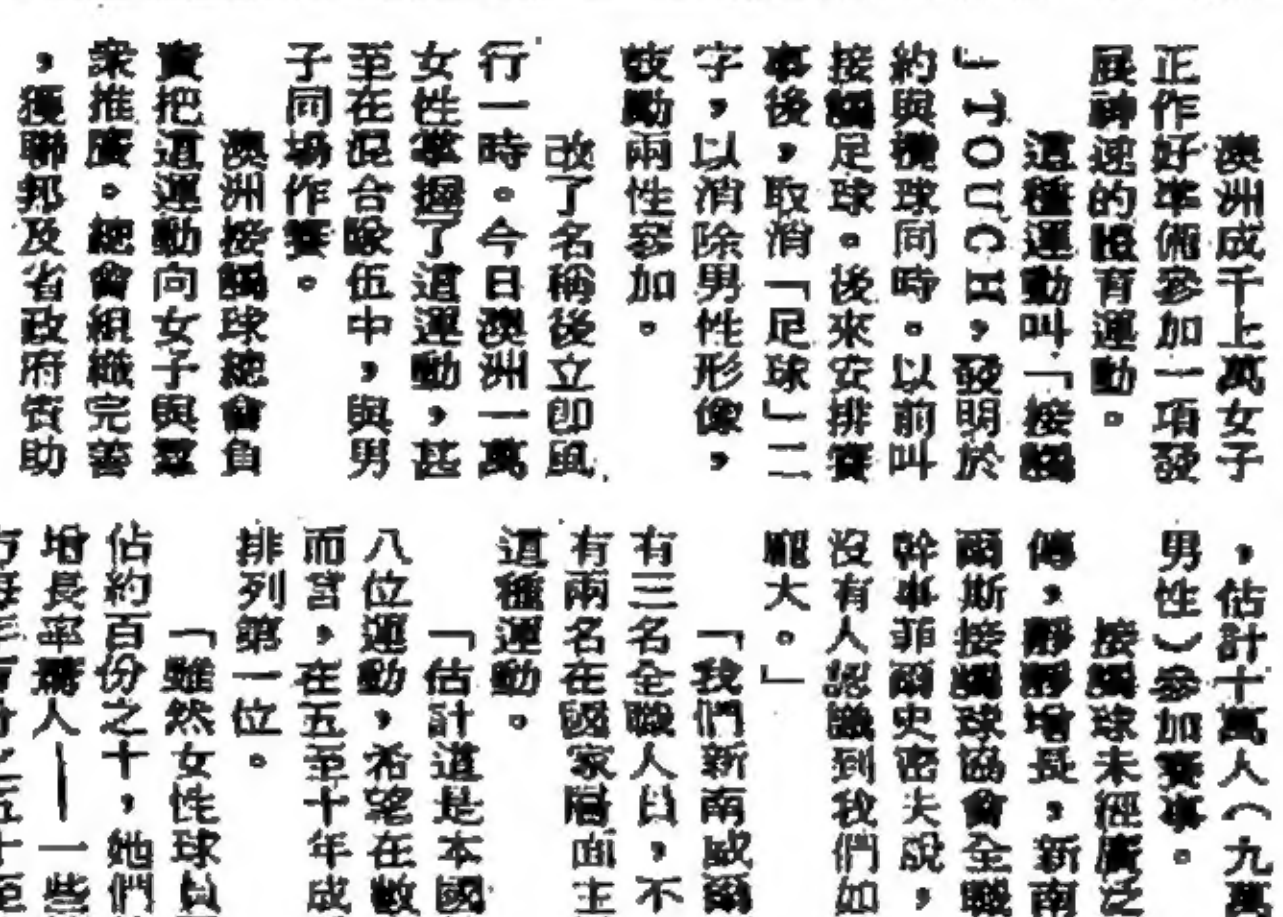 澳洲成千上萬女子
正作好準備參加一項發
展神速的體育運動。
這種運動叫「接觸
」TOUCH,發明於
約與欖球同時。以前叫
接觸足球。後來安排賽
事後,取消「足球」二
字,以消除男性形像,
鼓勵兩性參加。
改了名稱後立即風
行一時。今日澳洲一萬
女性掌握了這運動,甚
至在混合隊伍中,與男
子同場作賽。
澳洲接觸球總會負
責把這運動向女子與羣
衆推廣。總會組織完善
,獲聯邦及省政府資助
,估計十萬人(九萬
男性)參加賽事。
接觸球未經廣泛
傳,靜靜增長,新南
爾斯接觸球協會全職
幹事菲爾史密夫說,
沒有人認識到我們如
龐大。」
「我們新南威爾
有三名全職人員,不
有兩名在國家層面主
這種運動。
「估計這是本國
八位運動,希望在數
而言,在五至十年成
排列第一位。
「雖然女性球員
佔約百份之十,她們
增長率驚人——一些